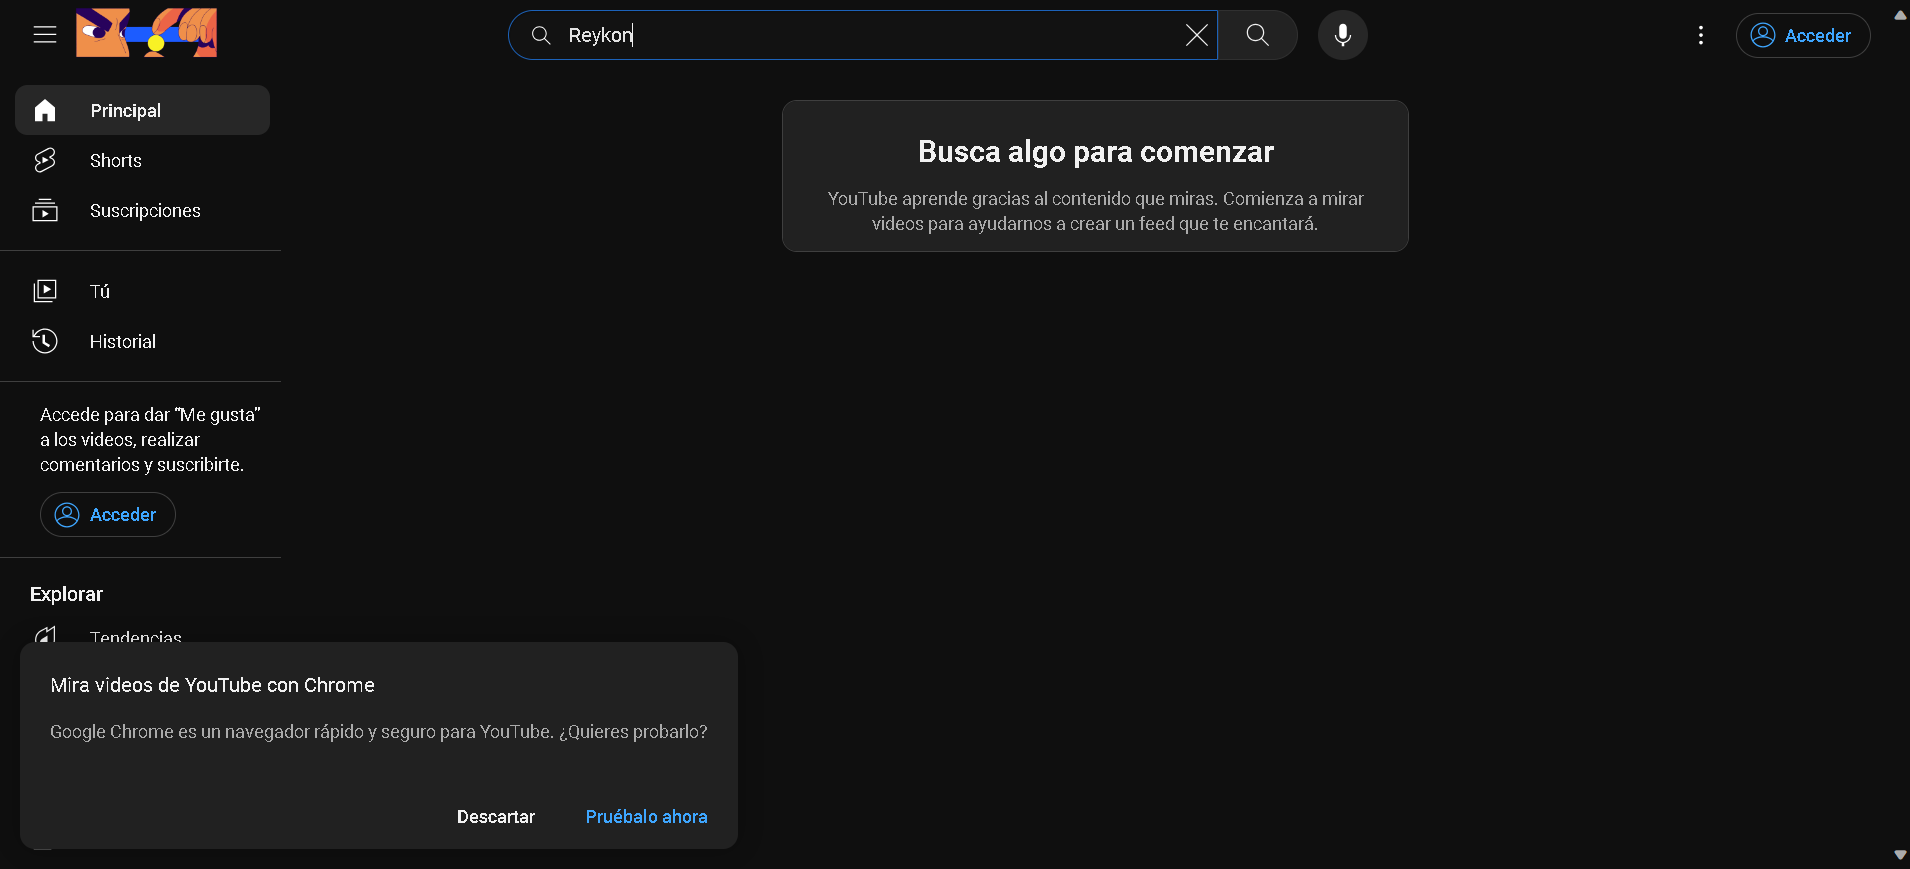 Reykon
Acceder
Principal
Shorts
Suscripciones
Tú
Historial
Accede para dar “Me gusta”
a los videos, realizar
comentarios y suscribirte.
Acceder
Explorar
Tendencias
Busca algo para comenzar
YouTube aprende gracias al contenido que miras. Comienza a mirar
videos para ayudarnos a crear un feed que te encantará.
Mira videos de YouTube con Chrome
Google Chrome es un navegador rápido y seguro para YouTube. ¿Quieres probarlo?
Descartar
Pruébalo ahora